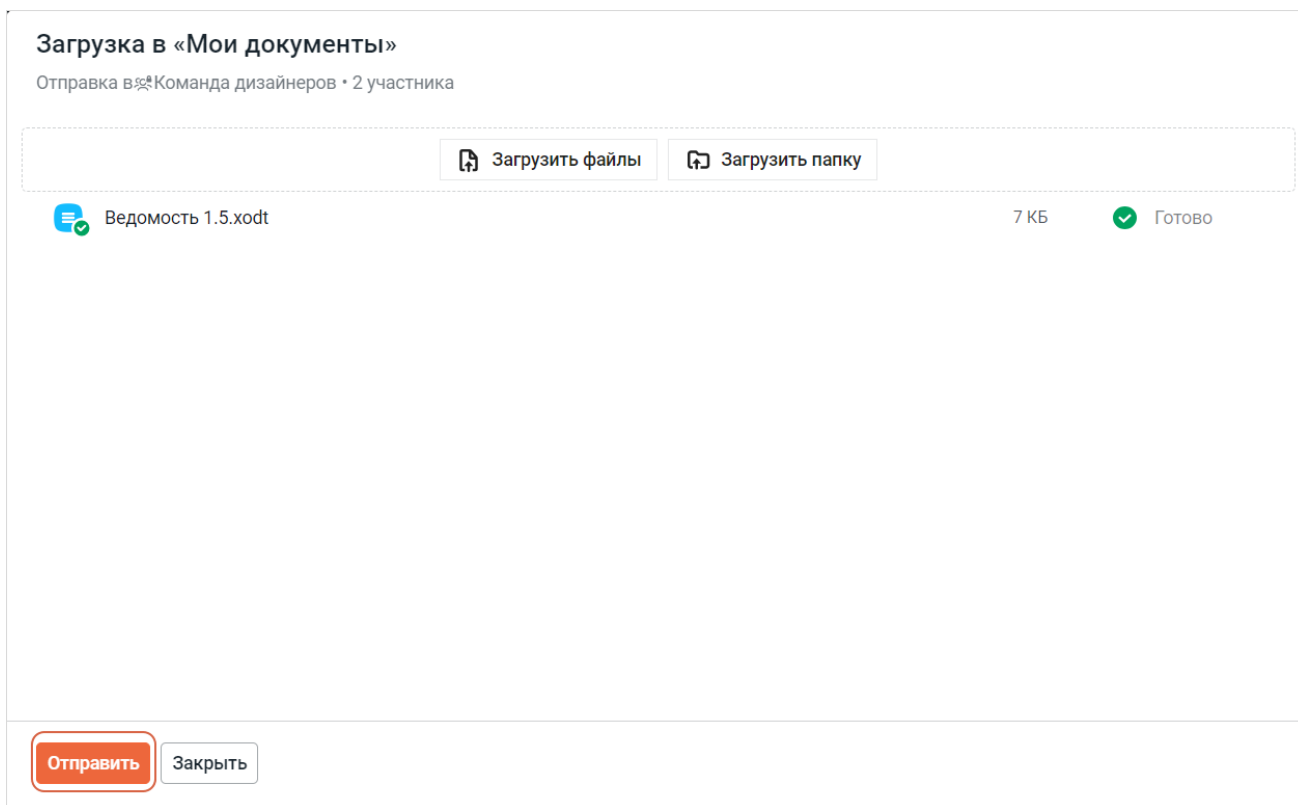 Загрузка в «Мои документы»
Отправка в Команда дизайнеров • 2 участника
Загрузить файлы Загрузить папку
Ведомость 1.5.xodt 7 КБ Готово
Отправить Закрыть